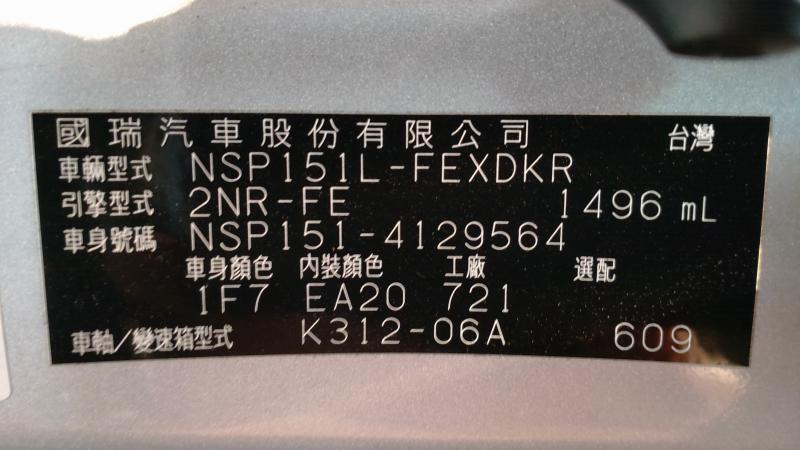 國瑞汽車股份有限公司 台灣
車輛型式 NSP151L-FEXDKR
引擎型式 2NR-FE 1496 mL
車身號碼 NSP151-4129564
車身顏色 內裝顏色 工廠 選配
1F7 EA20 721
車軸/變速箱型式 K312-06A 609